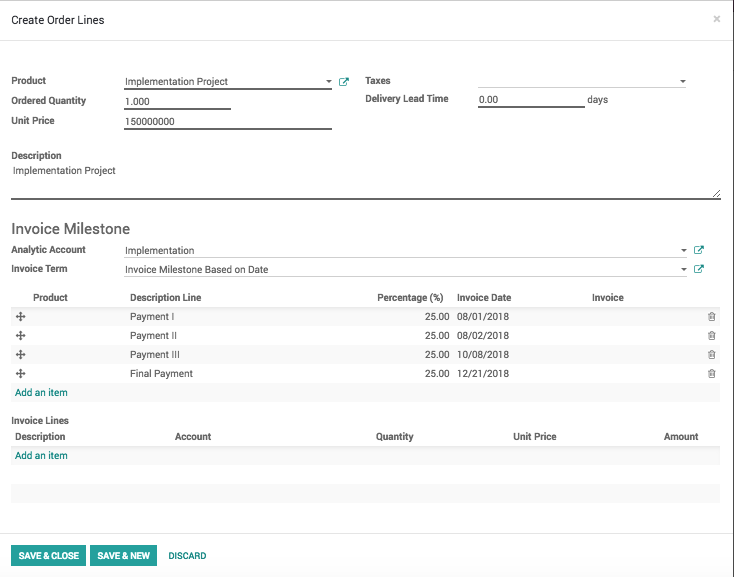 Create Order Lines ×
Product Implementation Project Taxes
Ordered Quantity 1.000 Delivery Lead Time 0.00 days
Unit Price 150000000
Description
Implementation Project
Invoice Milestone
Analytic Account Implementation
Invoice Term Invoice Milestone Based on Date
Product Description Line Percentage (%) Invoice Date Invoice
Payment I 25.00 08/01/2018
Payment II 25.00 08/02/2018
Payment III 25.00 10/08/2018
Final Payment 25.00 12/21/2018
Add an item
Invoice Lines
Description Account Quantity Unit Price Amount
Add an item
SAVE & CLOSE SAVE & NEW DISCARD